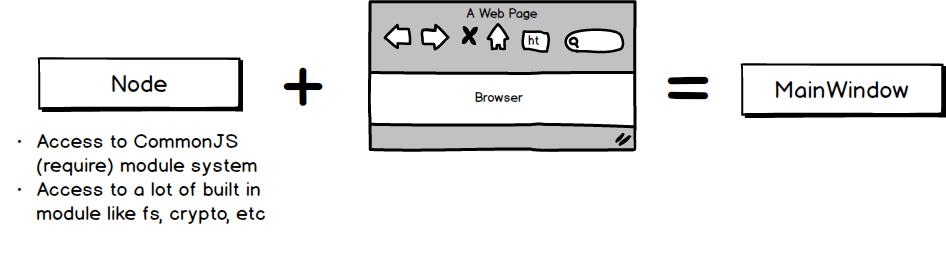 A Web Page
ht
Node
+
Browser
=
MainWindow
· Access to CommonJS
(require) module system
· Access to a lot of built in
module like fs, crypto, etc